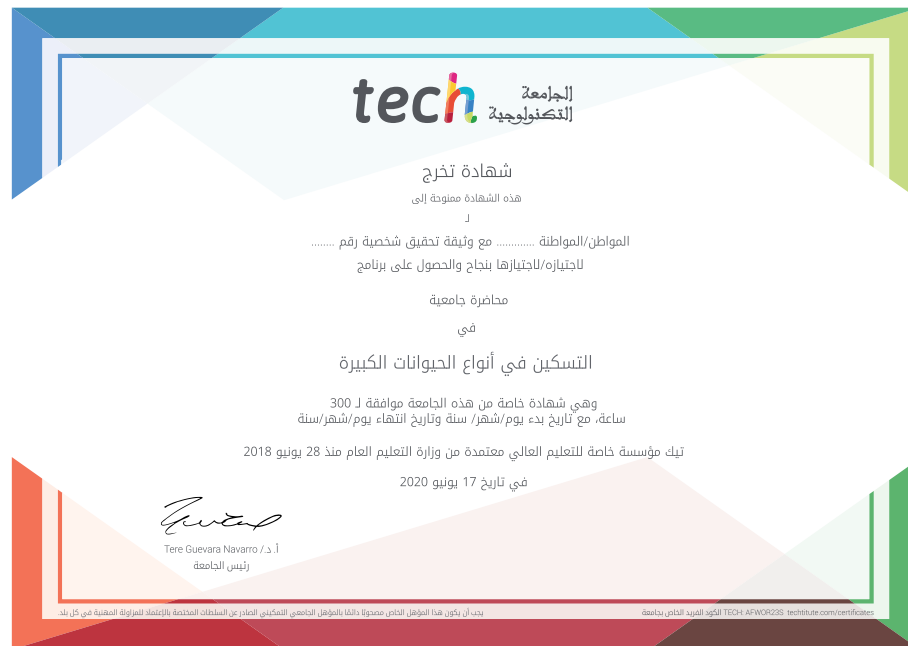 tech الجامعة
التكنولوجية
شهادة تخرج
هذه الشهادة ممنوحة إلى
لـ
المواطن/المواطنة ............. مع وثيقة تحقيق شخصية رقم ........
لاجتيازه/لاجتيازها بنجاح والحصول على برنامج
محاضرة جامعية
في
التسكين في أنواع الحيوانات الكبيرة
وهي شهادة خاصة من هذه الجامعة موافقة لـ 300
ساعة، مع تاريخ بدء يوم/شهر/ سنة وتاريخ انتهاء يوم/شهر/سنة
تيك مؤسسة خاصة للتعليم العالي معتمدة من وزارة التعليم العام منذ 28 يونيو 2018
في تاريخ 17 يونيو 2020
أ. د./ Tere Guevara Navarro
رئيس الجامعة
يجب أن يكون هذا المؤهل الخاص مصحوبًا دائمًا بالمؤهل الجامعي التمكيني الصادر عن السلطات المختصة بالإعتماد للمزاولة المهنية في كل بلد.
الكود الفريد الخاص بجامعة TECH: AFWOR23S techtitute.com/certificates